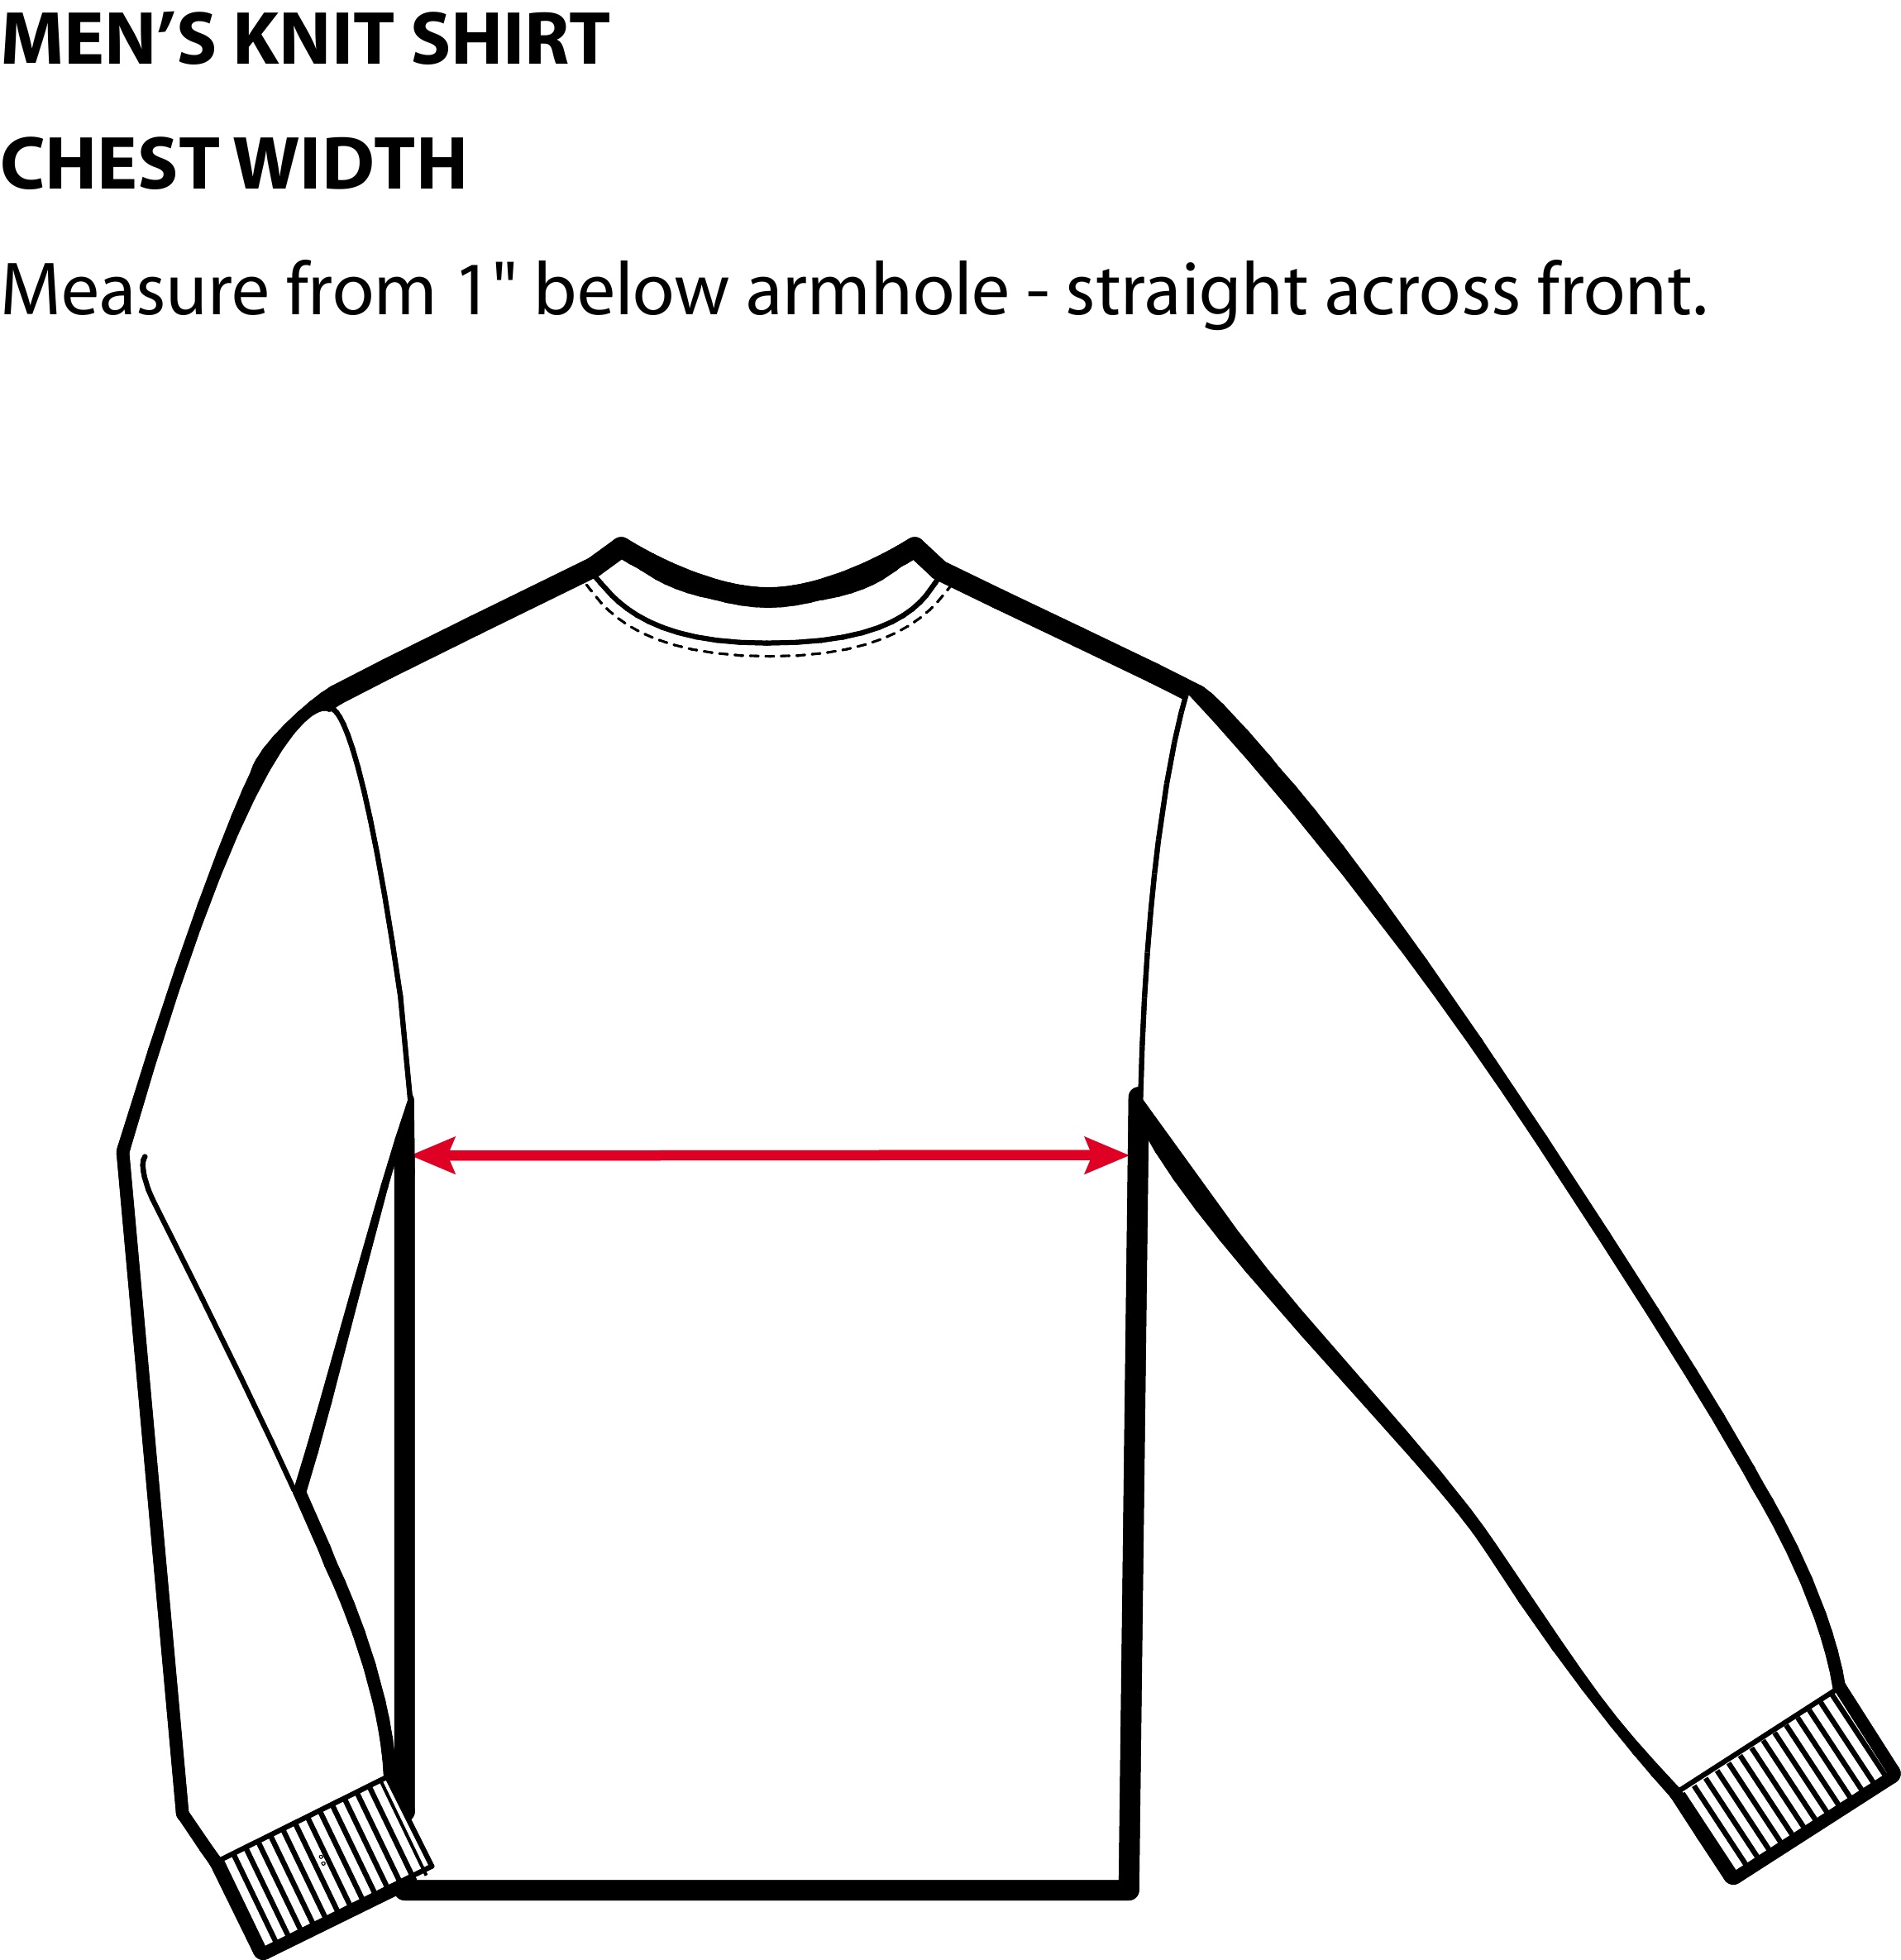 MEN‘S KNIT SHIRT
CHEST WIDTH
Measure from 1" below armhole - straight across front.